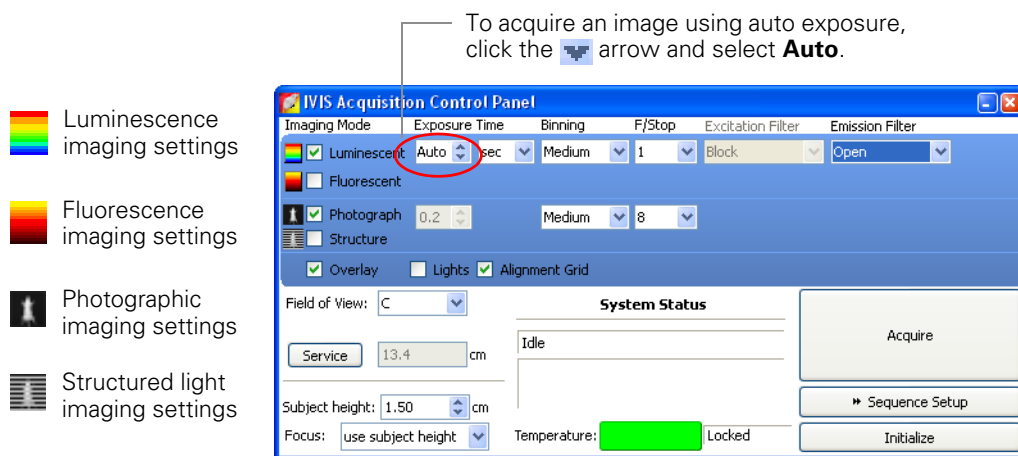 To acquire an image using auto exposure,
click the arrow and select Auto.
Luminescence
imaging settings
Fluorescence
imaging settings
Photographic
imaging settings
Structured light
imaging settings
IVIS Acquisition Control Panel
Imaging Mode Exposure Time Binning F/Stop Excitation Filter Emission Filter
Luminescent Auto sec Medium 1 Block Open
Fluorescent
Photograph 0.2 Medium 8
Structure
Overlay Lights Alignment Grid
Field of View: C
Service 13.4 cm
Subject height: 1.50 cm
Focus: use subject height
System Status
Idle
Temperature: Locked
Acquire
Sequence Setup
Initialize